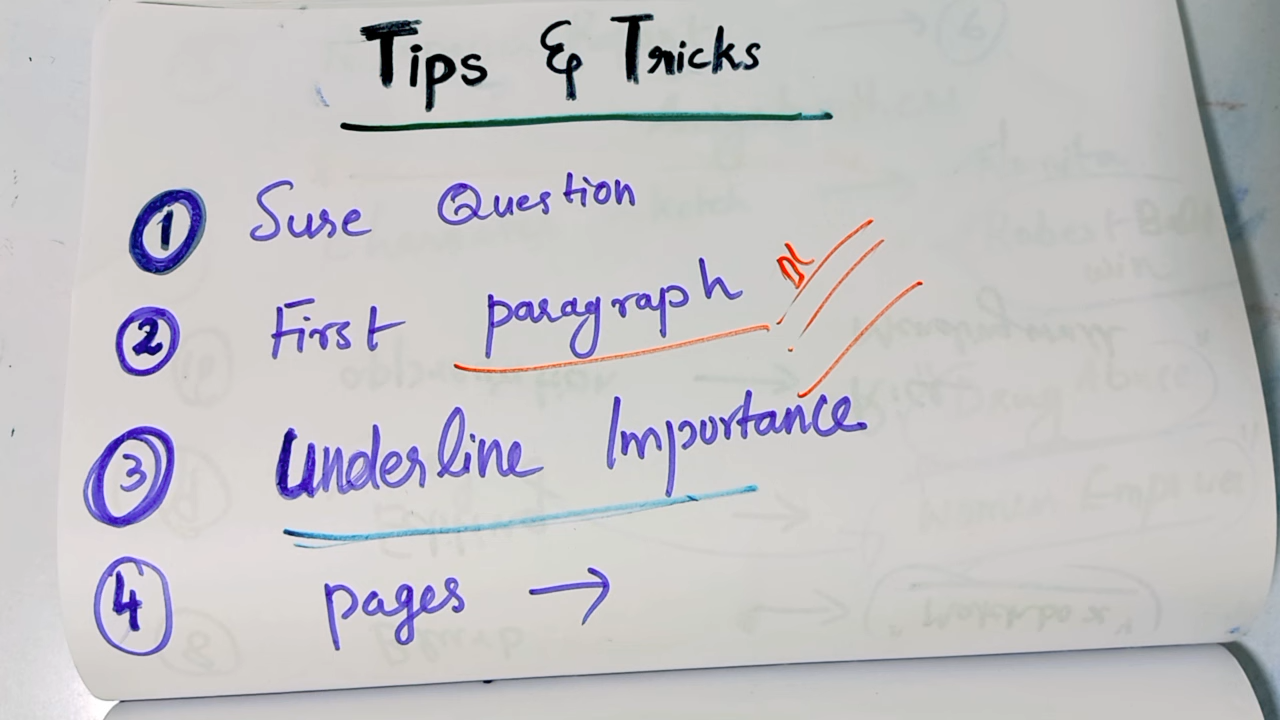 Tips & Tricks
1 Sure Question
2 First paragraph
3 Underline Importance
4 pages →